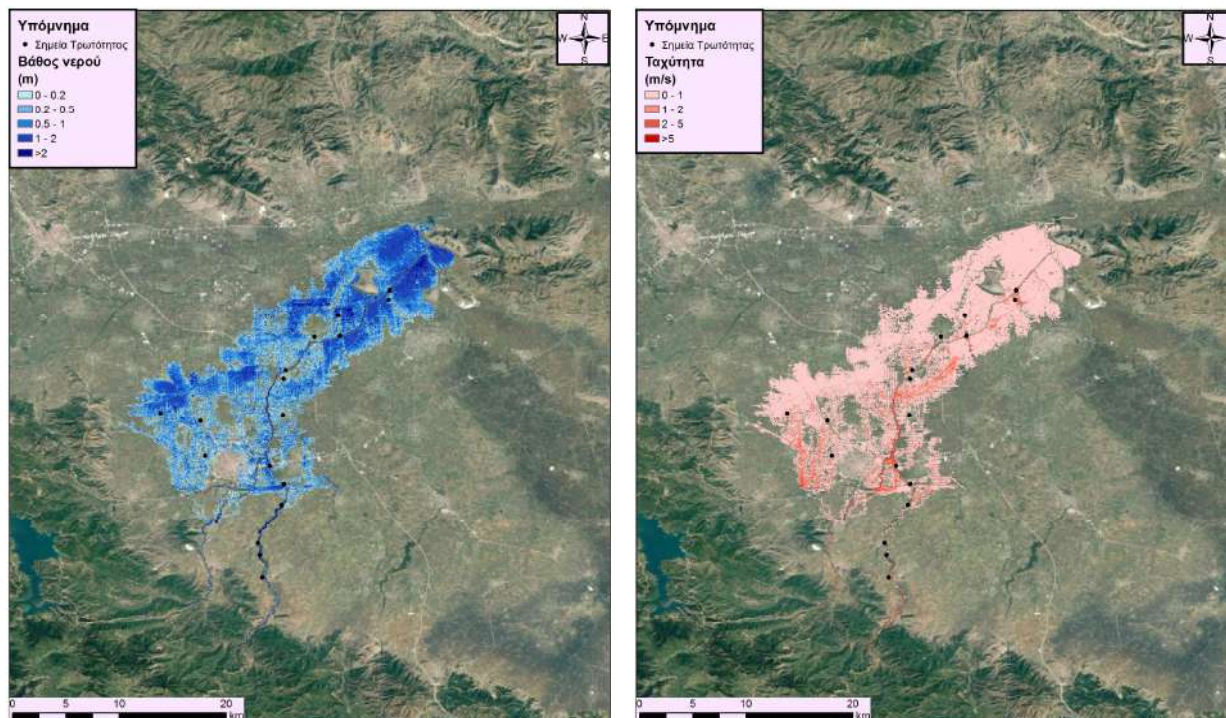 Υπόμνημα
• Σημεία Τρωτότητας
Βάθος νερού
(m)
0 - 0.2
0.2 - 0.5
0.5 - 1
1 - 2
>2
N
W E
S
0 5 10 20
km
Υπόμνημα
• Σημεία Τρωτότητας
Ταχύτητα
(m/s)
0 - 1
1 - 2
2 - 5
>5
N
W E
S
0 5 10 20
km